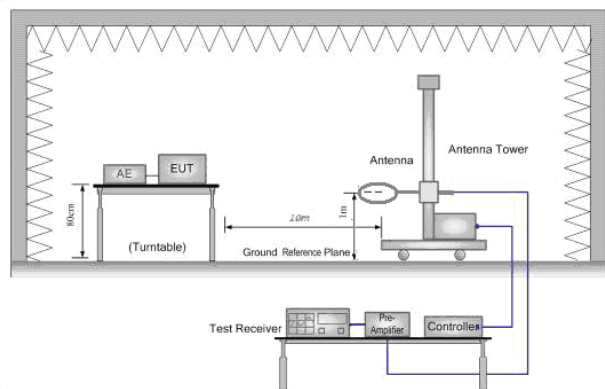 AE
EUT
80cm
(Turntable)
10m
Ground Reference Plane
1m
Antenna
Antenna Tower
Test Receiver
Pre-
Amplifier
Controller